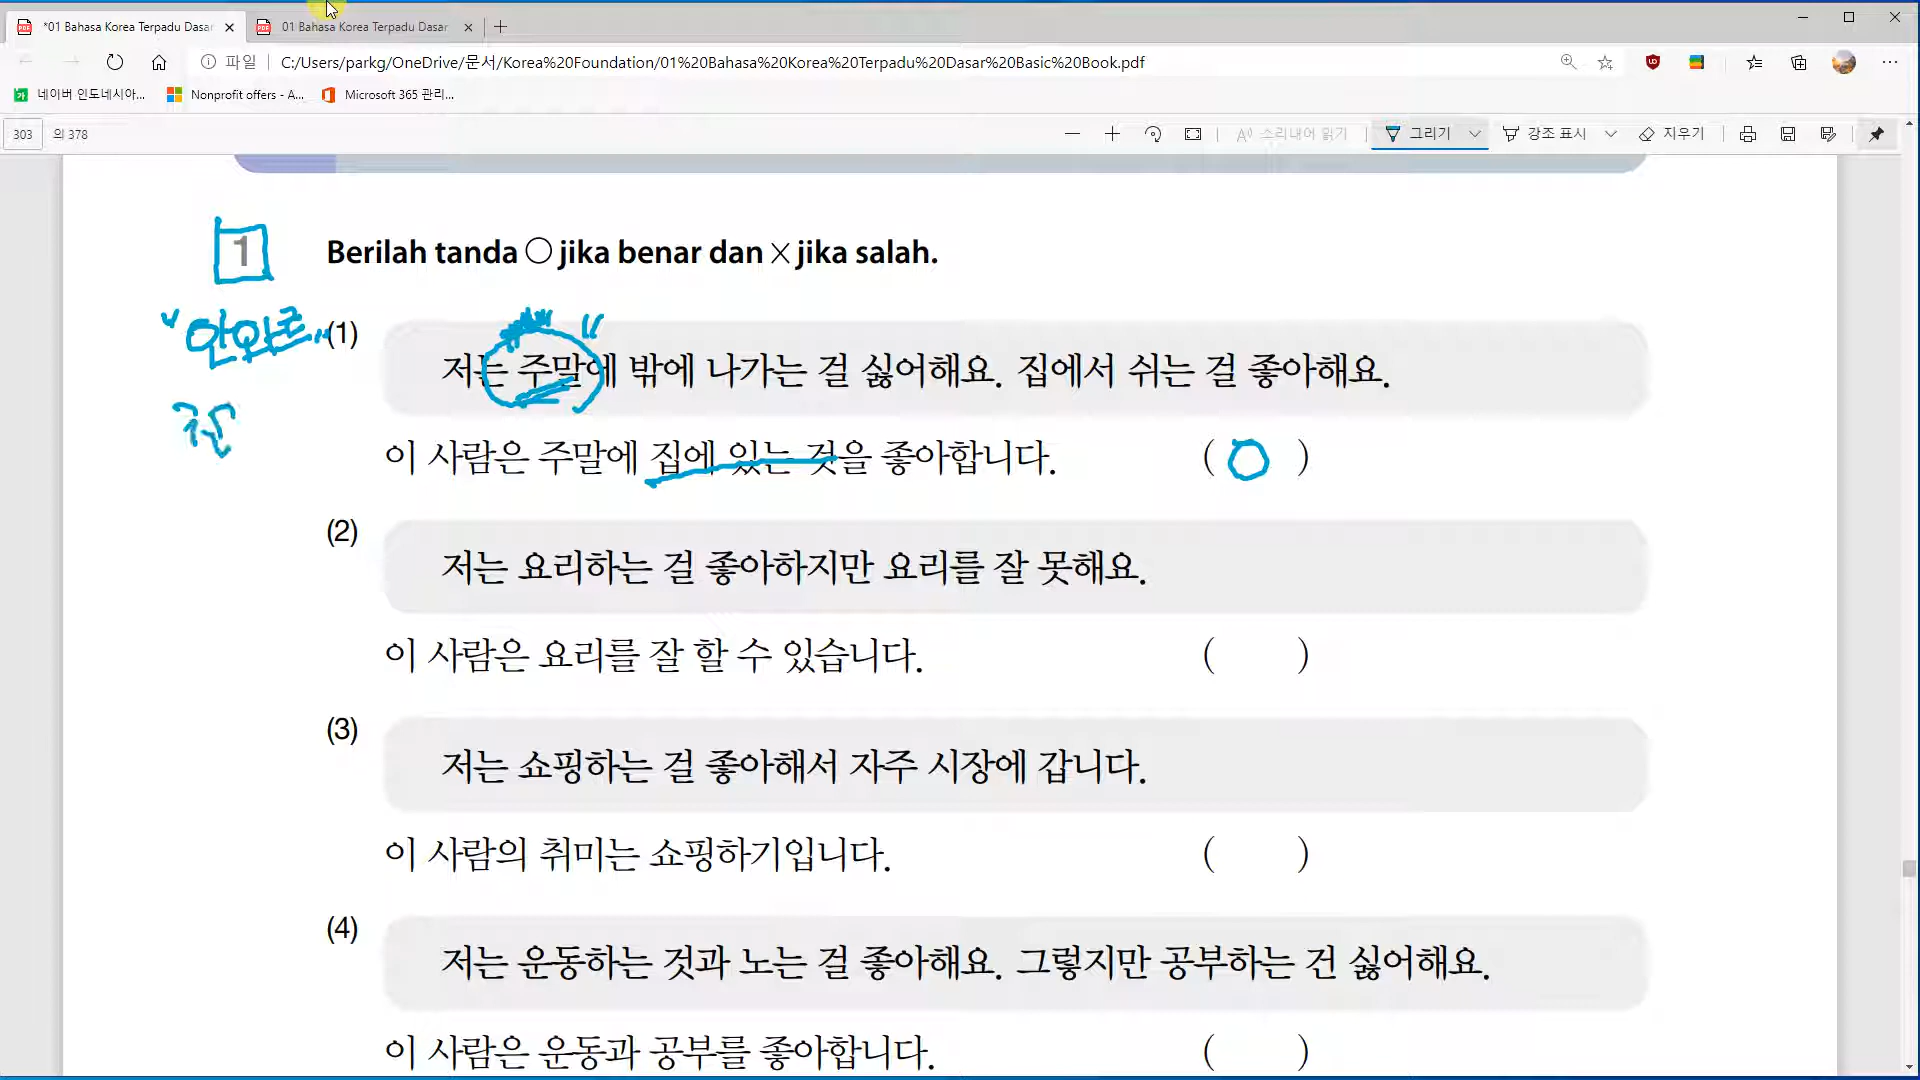 *01 Bahasa Korea Terpadu Dasar
01 Bahasa Korea Terpadu Dasar
파일
C:/Users/parkg/OneDrive/문서/Korea%20Foundation/01%20Bahasa%20Korea%20Terpadu%20Dasar%20Basic%20Book.pdf
네이버 인도네시아...
Nonprofit offers - A...
Microsoft 365 관리...
303 의 378
소리내어 읽기
그리기
강조 표시
지우기
1 Berilah tanda ○ jika benar dan × jika salah.
(1)
저는 주말에 밖에 나가는 걸 싫어해요. 집에서 쉬는 걸 좋아해요.
이 사람은 주말에 집에 있는 것을 좋아합니다. ( ○ )
(2)
저는 요리하는 걸 좋아하지만 요리를 잘 못해요.
이 사람은 요리를 잘 할 수 있습니다. ( )
(3)
저는 쇼핑하는 걸 좋아해서 자주 시장에 갑니다.
이 사람의 취미는 쇼핑하기입니다. ( )
(4)
저는 운동하는 것과 노는 걸 좋아해요. 그렇지만 공부하는 건 싫어해요.
이 사람은 운동과 공부를 좋아합니다. ( )